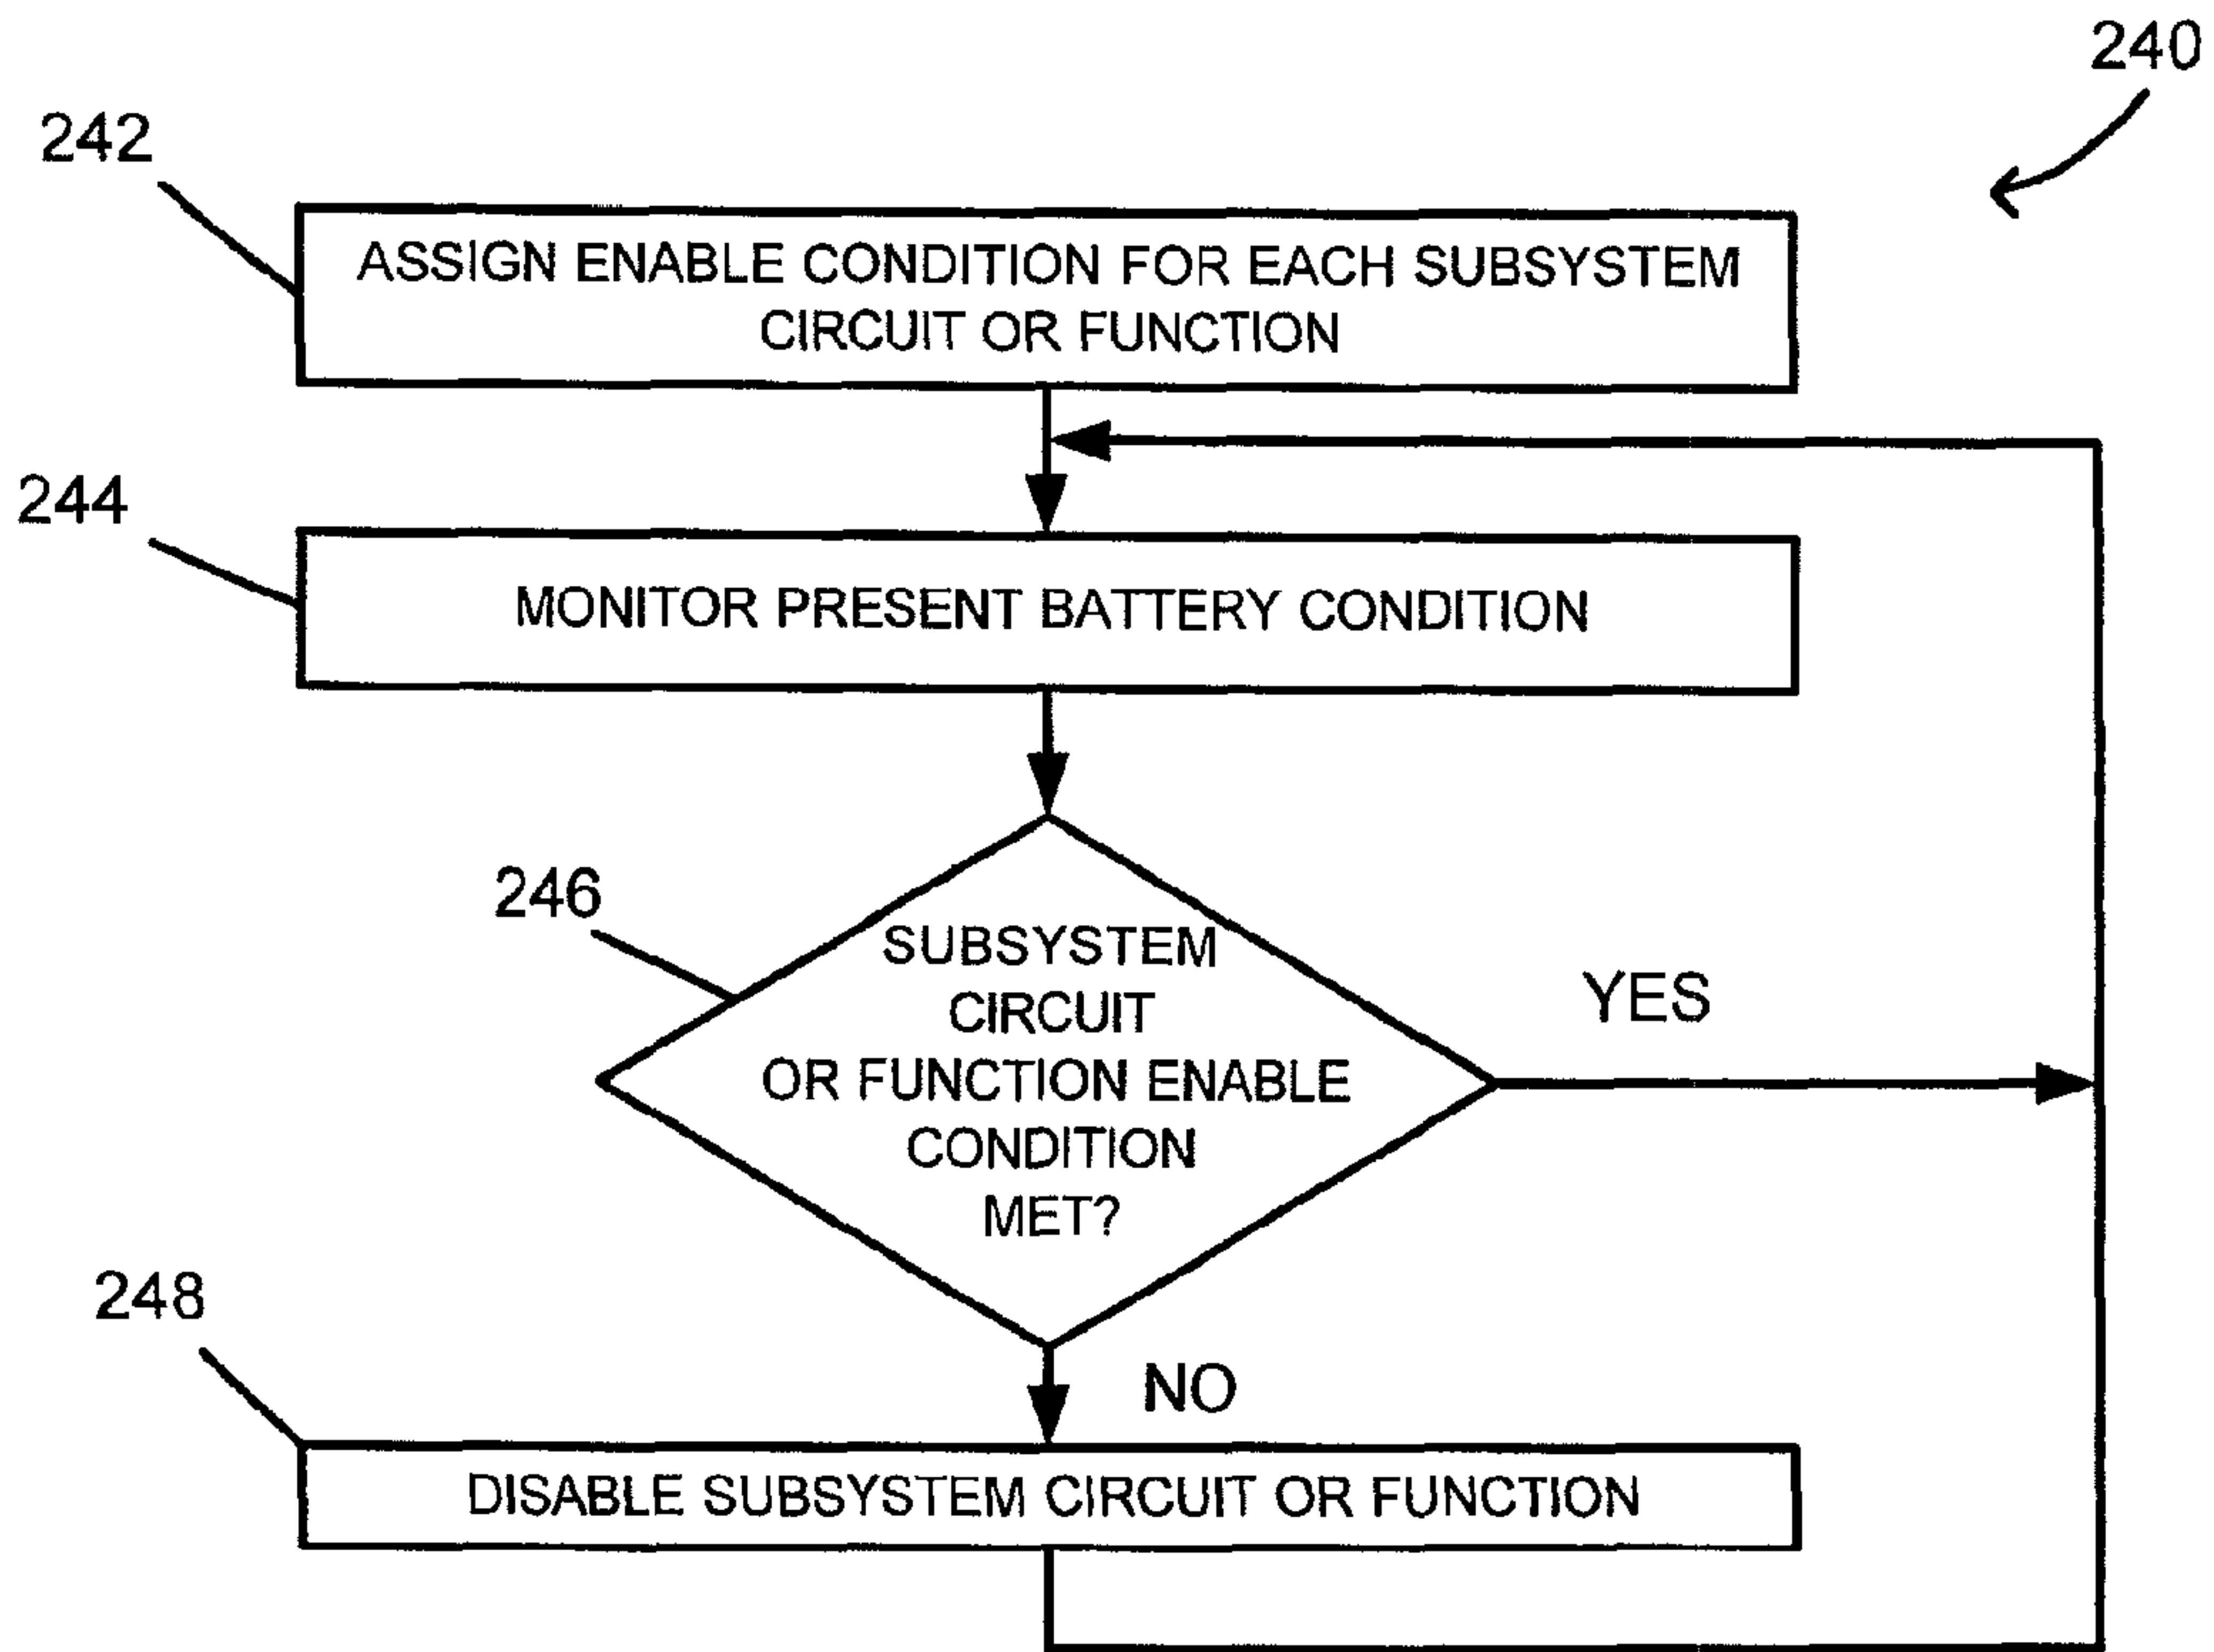 240
242
ASSIGN ENABLE CONDITION FOR EACH SUBSYSTEM
CIRCUIT OR FUNCTION
244
MONITOR PRESENT BATTERY CONDITION
246
SUBSYSTEM
CIRCUIT
OR FUNCTION ENABLE
CONDITION
MET?
YES
248
NO
DISABLE SUBSYSTEM CIRCUIT OR FUNCTION